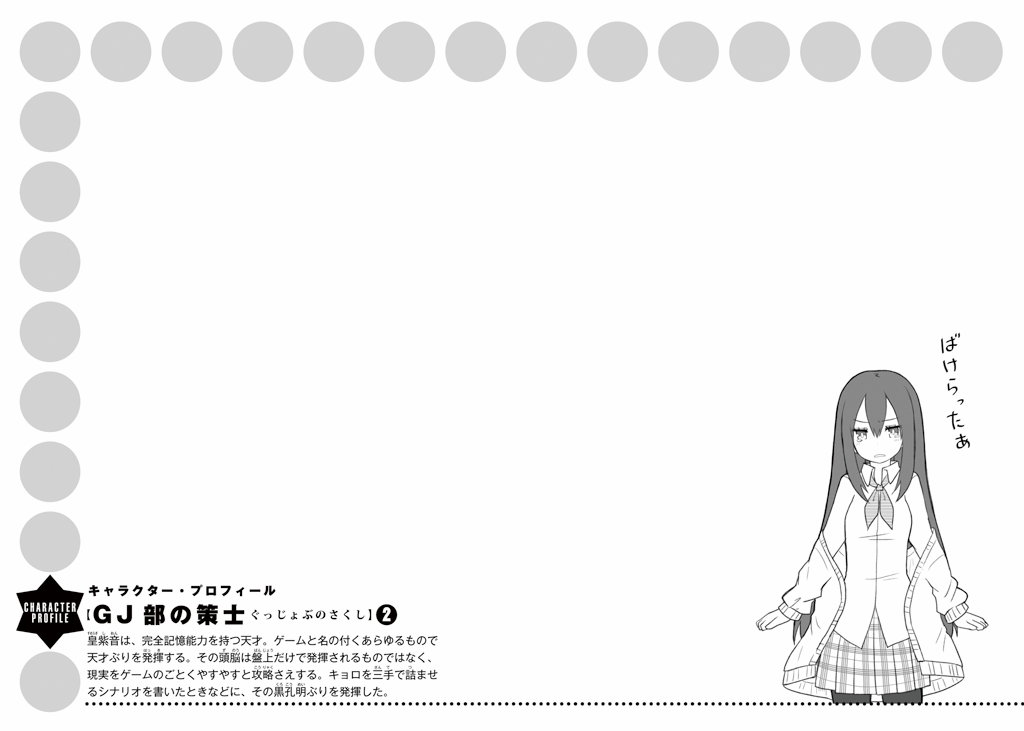 ばけらったぁ
CHARACTER
PROFILE
キャラクター・プロフィール
【GJ部の策士 ぐっじょぶのさくし】❷
皇紫音は、完全記憶能力を持つ天才。ゲームと名の付くあらゆるもので
天才ぶりを発揮する。その頭脳は盤上だけで発揮されるものではなく、
現実をゲームのごとくやすやすと攻略さえする。キョロを三手で詰ませ
るシナリオを書いたときなどに、その黒孔明ぶりを発揮した。